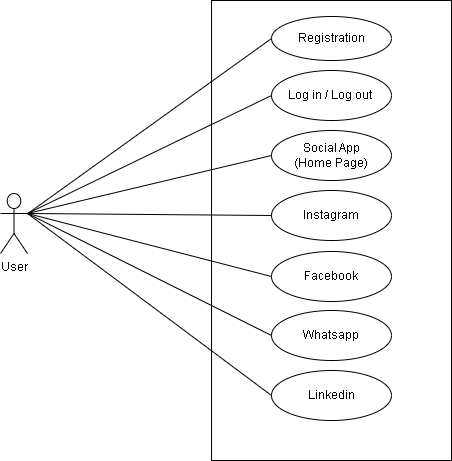 Registration
Log in / Log out
Social App
(Home Page)
Instagram
User
Facebook
Whatsapp
Linkedin